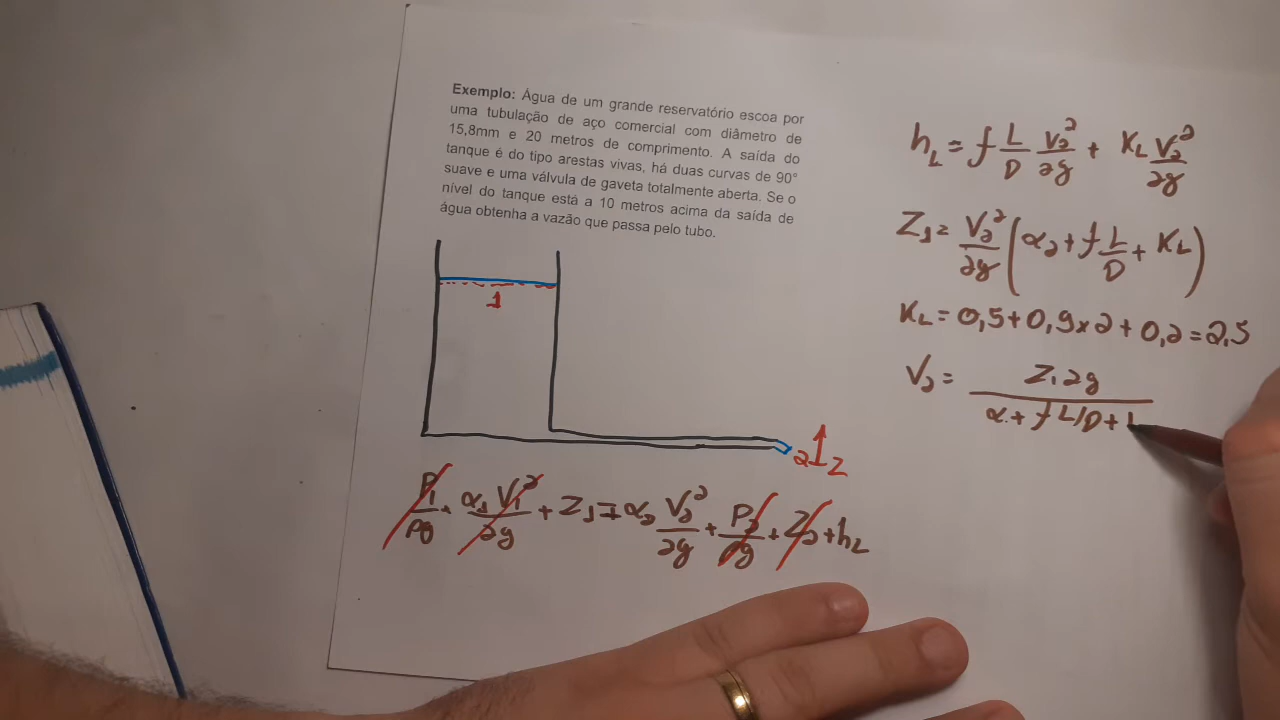 Exemplo: Água de um grande reservatório escoa por
uma tubulação de aço comercial com diâmetro de
15,8mm e 20 metros de comprimento. A saída do
tanque é do tipo arestas vivas, há duas curvas de 90°
suave e uma válvula de gaveta totalmente aberta. Se o
nível do tanque está a 10 metros acima da saída de
água obtenha a vazão que passa pelo tubo.
1
2 Z
P₁/ρg + α₁ V₁²/2g + Z₁ = α₂ V₂²/2g + P₂/ρg + Z₂ + hL
hL = f L/D V₂²/2g + KL V₂²/2g
Z₁ = V₂²/2g (α₂ + f L/D + KL)
KL = 0,5 + 0,9 x 2 + 0,2 = 2,5
V₂ = Z₁ 2g / α + f L/D +